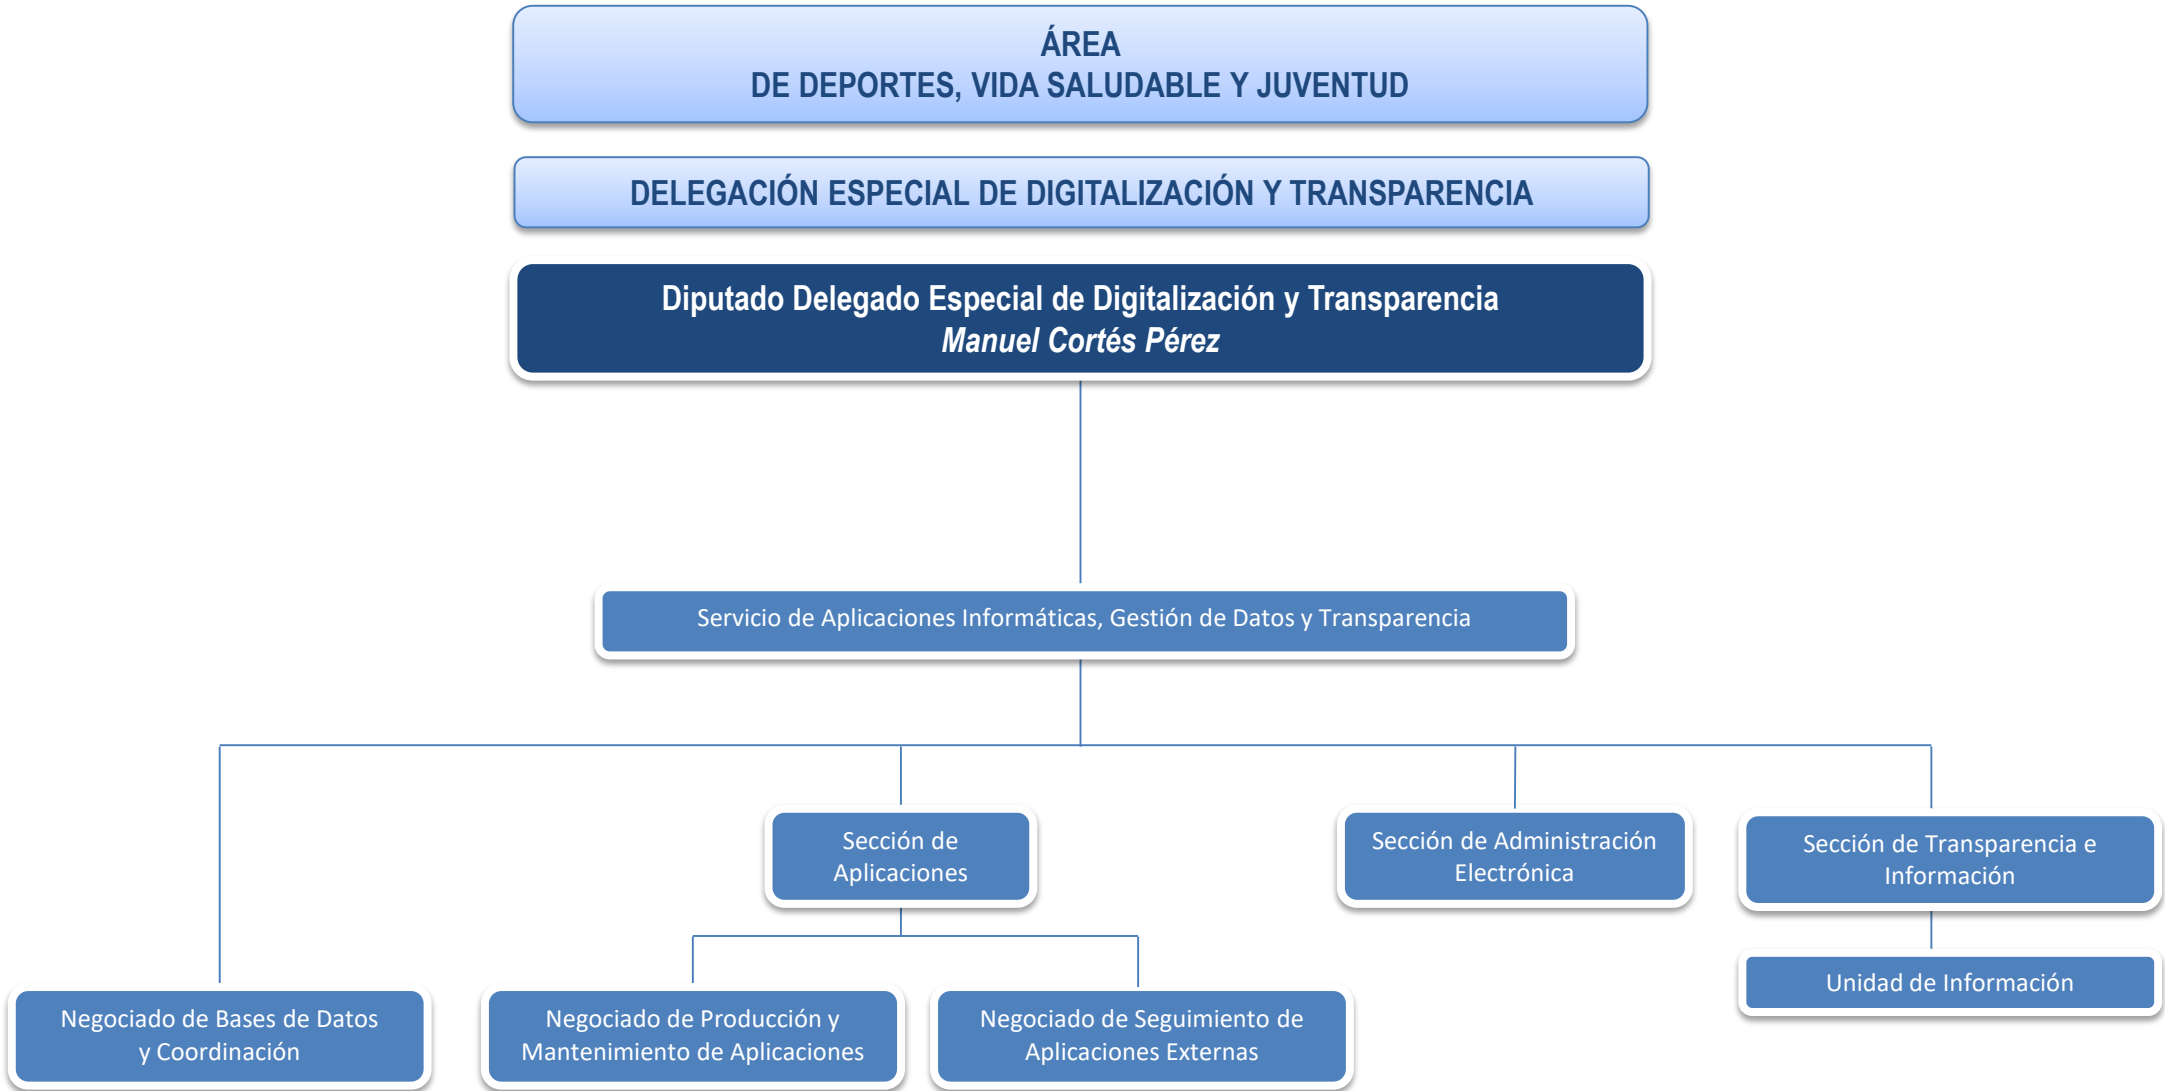 ÁREA
DE DEPORTES, VIDA SALUDABLE Y JUVENTUD
DELEGACIÓN ESPECIAL DE DIGITALIZACIÓN Y TRANSPARENCIA
Diputado Delegado Especial de Digitalización y Transparencia
Manuel Cortés Pérez
Servicio de Aplicaciones Informáticas, Gestión de Datos y Transparencia
Sección de
Aplicaciones
Sección de Administración
Electrónica
Sección de Transparencia e
Información
Unidad de Información
Negociado de Bases de Datos
y Coordinación
Negociado de Producción y
Mantenimiento de Aplicaciones
Negociado de Seguimiento de
Aplicaciones Externas